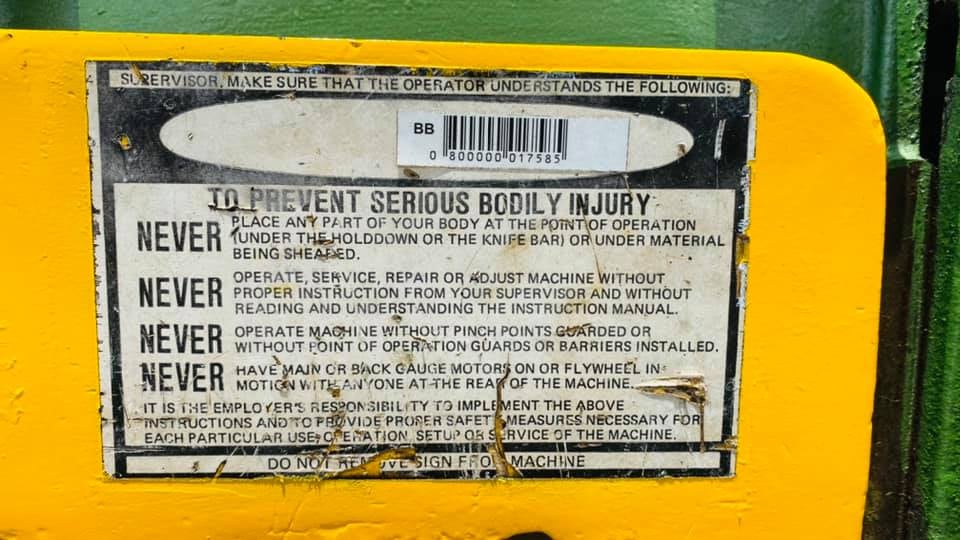 SUPERVISOR, MAKE SURE THAT THE OPERATOR UNDERSTANDS THE FOLLOWING:
BB
0 800000 017585
TO PREVENT SERIOUS BODILY INJURY
NEVER PLACE ANY PART OF YOUR BODY AT THE POINT OF OPERATION
(UNDER THE HOLDDOWN OR THE KNIFE BAR) OR UNDER MATERIAL
BEING SHEARED.
NEVER OPERATE, SERVICE, REPAIR OR ADJUST MACHINE WITHOUT
PROPER INSTRUCTION FROM YOUR SUPERVISOR AND WITHOUT
READING AND UNDERSTANDING THE INSTRUCTION MANUAL.
NEVER OPERATE MACHINE WITHOUT PINCH POINTS GUARDED OR
WITHOUT POINT OF OPERATION GUARDS OR BARRIERS INSTALLED.
NEVER HAVE MAIN OR BACK GAUGE MOTORS ON OR FLYWHEEL IN
MOTION WITH ANYONE AT THE REAR OF THE MACHINE.
IT IS THE EMPLOYER'S RESPONSIBILITY TO IMPLEMENT THE ABOVE
INSTRUCTIONS AND TO PROVIDE PROPER SAFETY MEASURES NECESSARY FOR
EACH PARTICULAR USE, OPERATION, SETUP OR SERVICE OF THE MACHINE.
DO NOT REMOVE SIGN FROM MACHINE